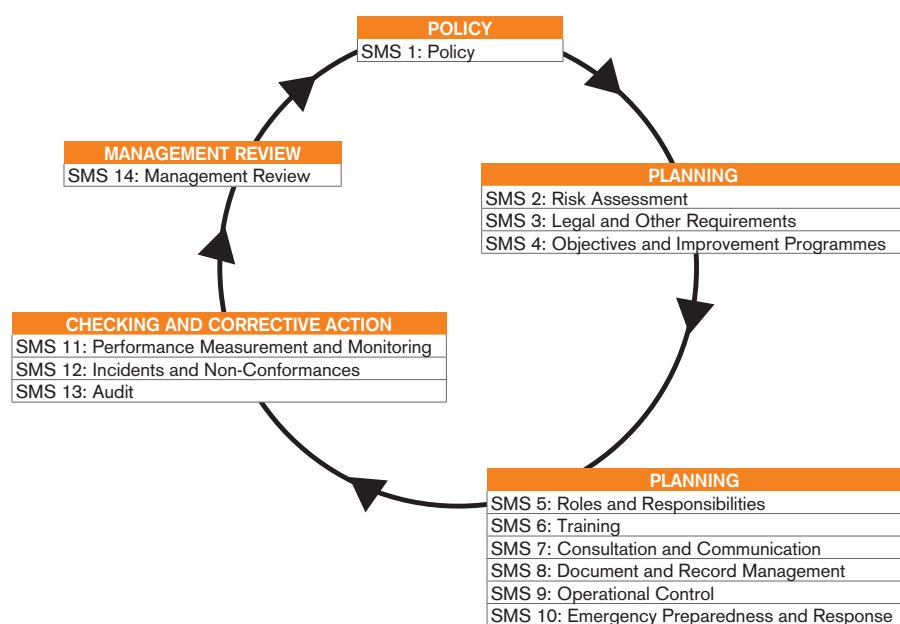 POLICY
SMS 1: Policy
MANAGEMENT REVIEW
SMS 14: Management Review
PLANNING
SMS 2: Risk Assessment
SMS 3: Legal and Other Requirements
SMS 4: Objectives and Improvement Programmes
CHECKING AND CORRECTIVE ACTION
SMS 11: Performance Measurement and Monitoring
SMS 12: Incidents and Non-Conformances
SMS 13: Audit
PLANNING
SMS 5: Roles and Responsibilities
SMS 6: Training
SMS 7: Consultation and Communication
SMS 8: Document and Record Management
SMS 9: Operational Control
SMS 10: Emergency Preparedness and Response